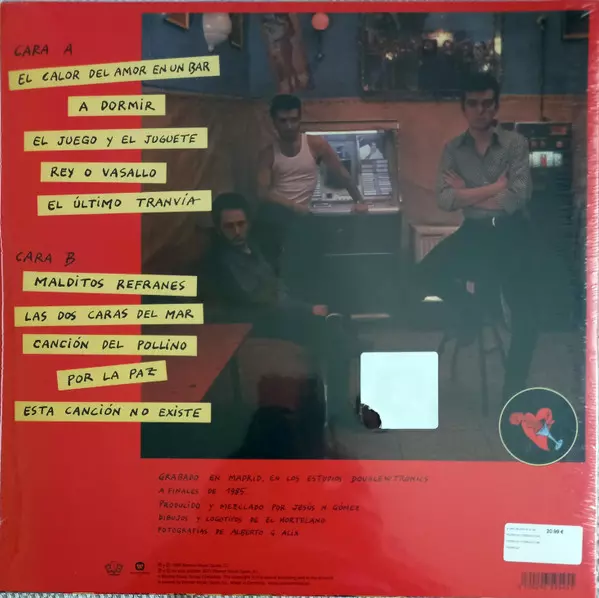 CARA A
EL CALOR DEL AMOR EN UN BAR
A DORMIR
EL JUEGO Y EL JUGUETE
REY O VASALLO
EL ÚLTIMO TRANVÍA
CARA B
MALDITOS REFRANES
LAS DOS CARAS DEL MAR
CANCIÓN DEL POLLINO
POR LA PAZ
ESTA CANCIÓN NO EXISTE
GRABADO EN MADRID, EN LOS ESTUDIOS DOUBLEWTRONICS
A FINALES DE 1985
PRODUCIDO Y MEZCLADO POR JESÚS N GÓMEZ
DIBUJOS Y LOGOTIPOS DE EL HORTELANO
FOTOGRAFÍAS DE ALBERTO G ALIX
20.99 €